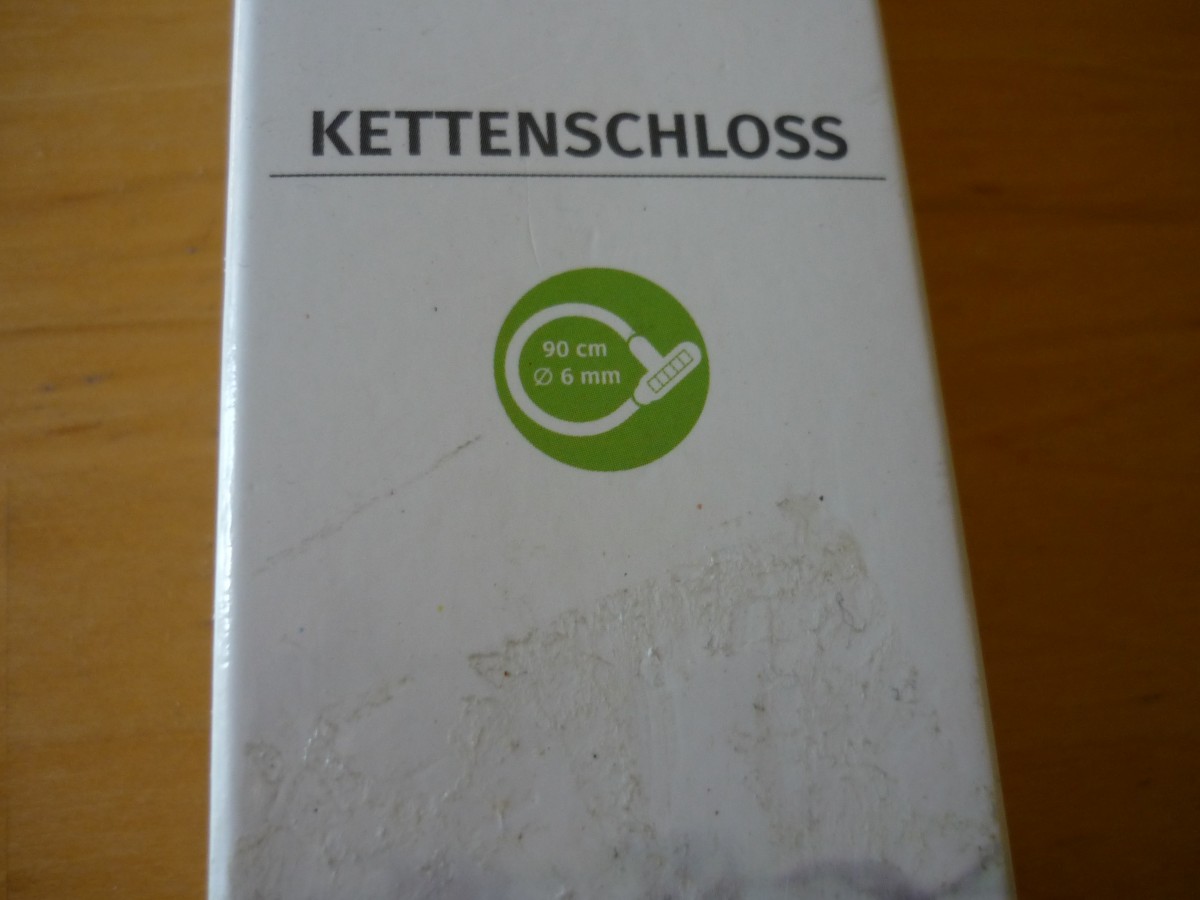 KETTENSCHLOSS
90 cm
∅ 6 mm